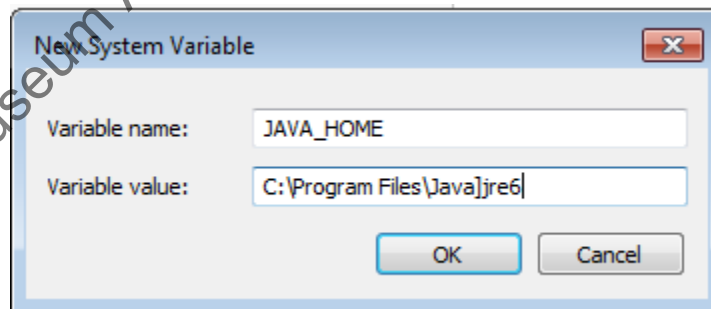 New System Variable
Variable name:
JAVA_HOME
Variable value:
C:\Program Files\Java]jre6
OK
Cancel